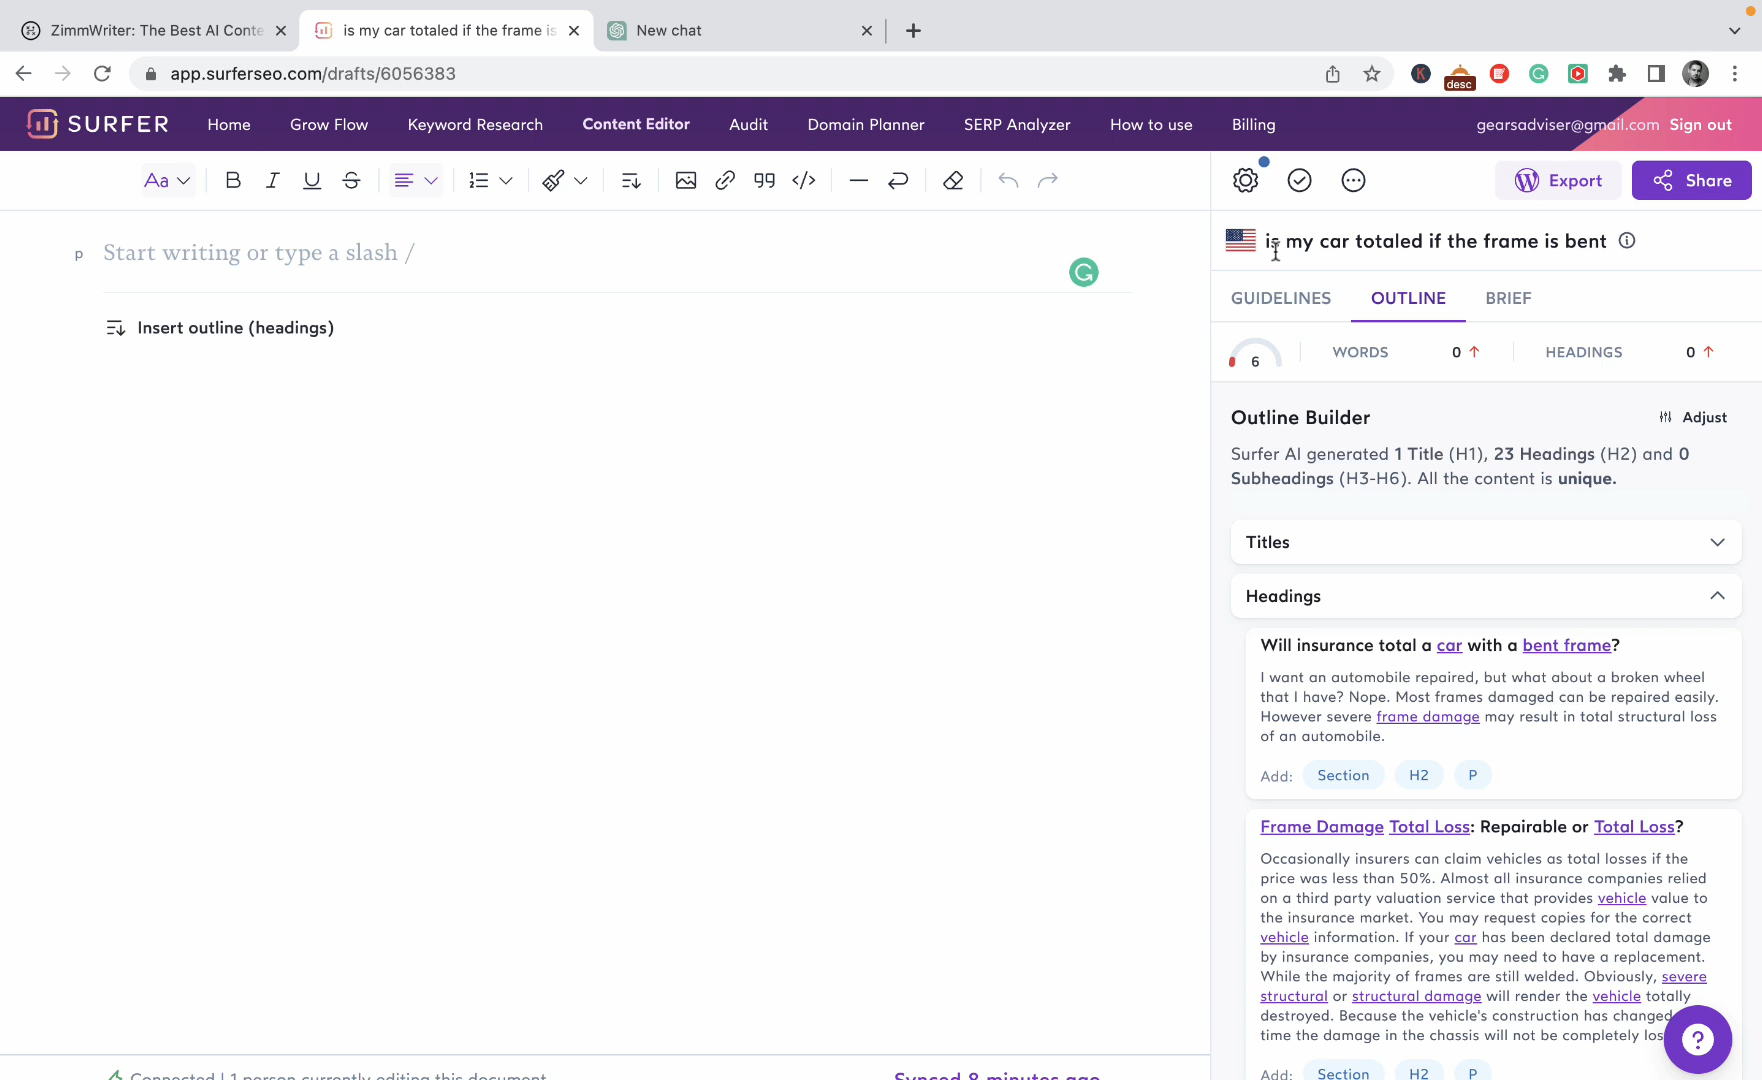 ZimmWriter: The Best AI Conte
is my car totaled if the frame is
New chat
app.surferseo.com/drafts/6056383
desc
SURFER
Home
Grow Flow
Keyword Research
Content Editor
Audit
Domain Planner
SERP Analyzer
How to use
Billing
gearsadviser@gmail.com
Sign out
Aa
Export
Share
p
Start writing or type a slash /
Insert outline (headings)
is my car totaled if the frame is bent
GUIDELINES
OUTLINE
BRIEF
6
WORDS
0
HEADINGS
0
Outline Builder
Adjust
Surfer AI generated 1 Title (H1), 23 Headings (H2) and 0
Subheadings (H3-H6). All the content is unique.
Titles
Headings
Will insurance total a car with a bent frame?
I want an automobile repaired, but what about a broken wheel
that I have? Nope. Most frames damaged can be repaired easily.
However severe frame damage may result in total structural loss
of an automobile.
Add:
Section
H2
P
Frame Damage Total Loss: Repairable or Total Loss?
Occasionally insurers can claim vehicles as total losses if the
price was less than 50%. Almost all insurance companies relied
on a third party valuation service that provides vehicle value to
the insurance market. You may request copies for the correct
vehicle information. If your car has been declared total damage
by insurance companies, you may need to have a replacement.
While the majority of frames are still welded. Obviously, severe
structural or structural damage will render the vehicle totally
destroyed. Because the vehicle's construction has changed
time the damage in the chassis will not be completely los
Add:
Section
H2
P
Connected | 1 person currently editing this document
Synced 8 minutes ago